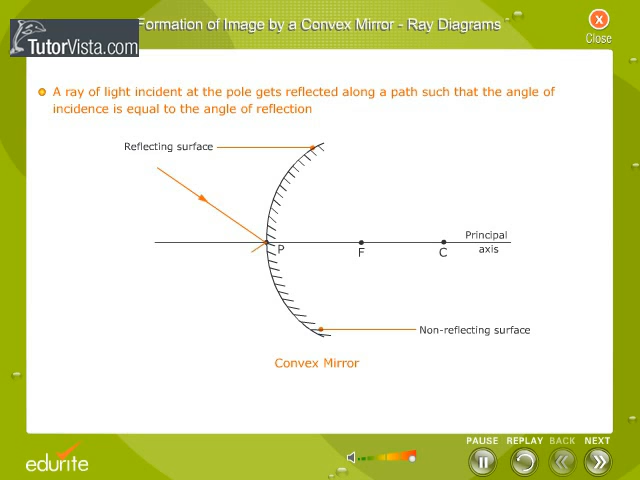 Formation of Image by a Convex Mirror - Ray Diagrams
TutorVista.com
Close
A ray of light incident at the pole gets reflected along a path such that the angle of
incidence is equal to the angle of reflection
Reflecting surface
Principal
axis
P
F
C
Non-reflecting surface
Convex Mirror
PAUSE REPLAY BACK NEXT
edurite